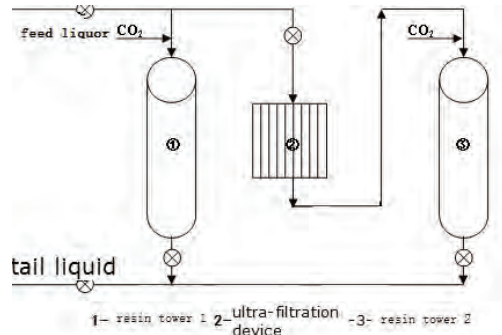 feed liquor CO₂ CO₂
① ② ③
tail liquid
1- resin tower 1 2- ultra-filtration device -3- resin tower 2